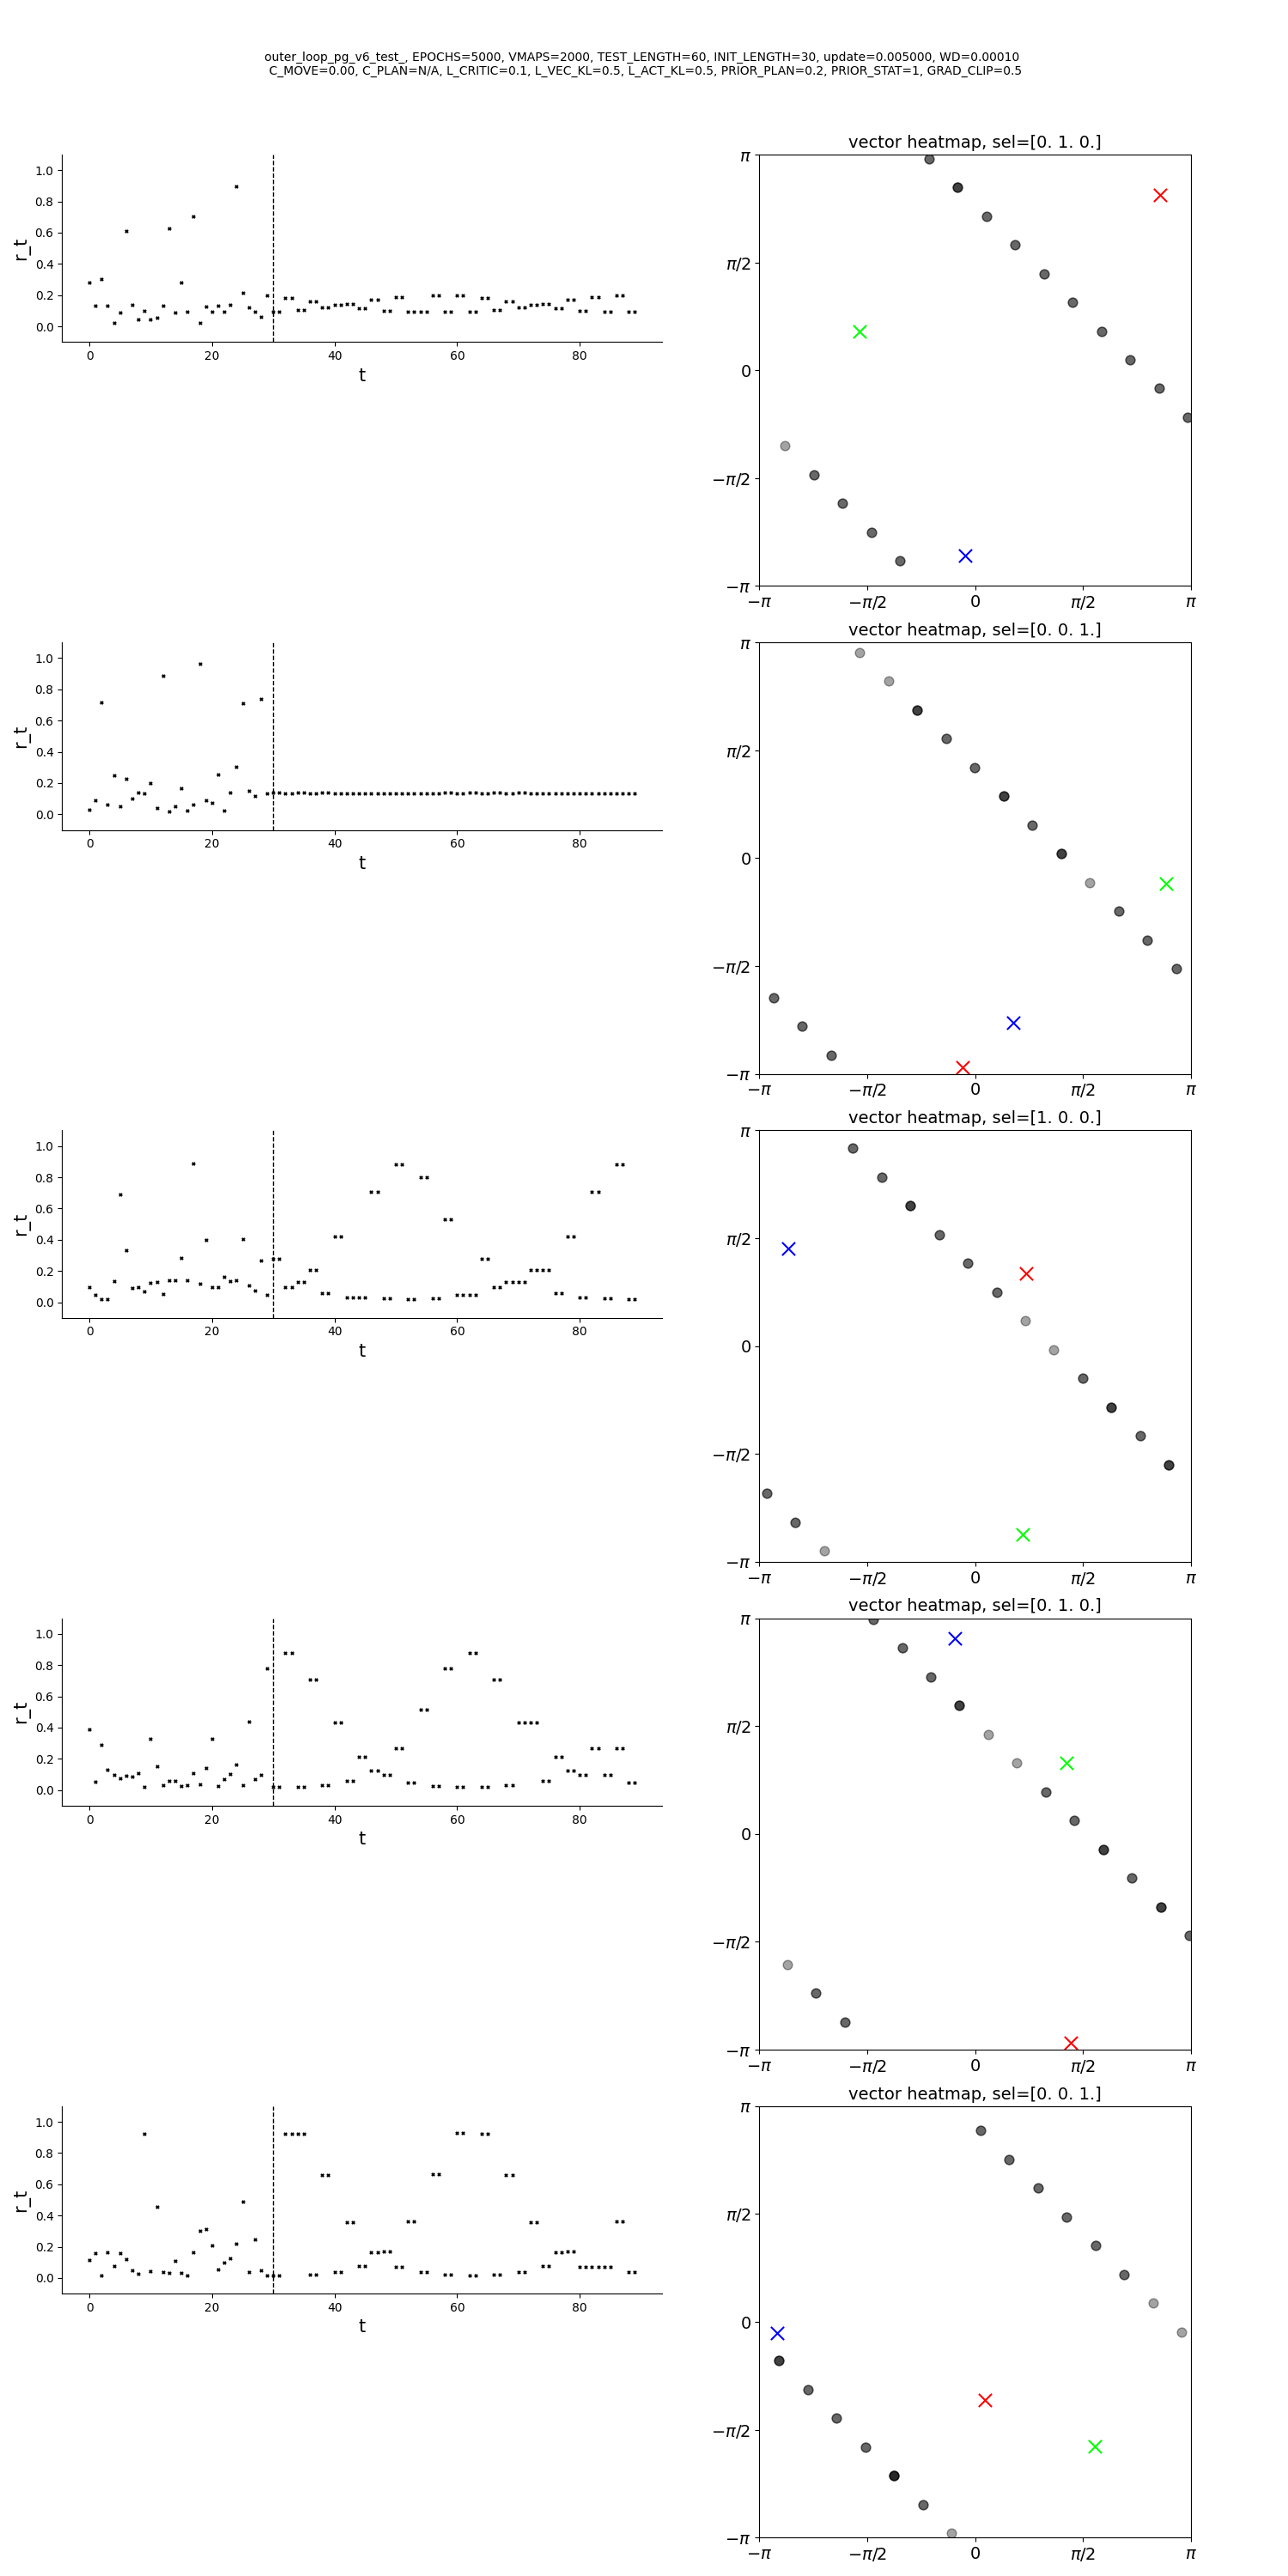 outer_loop_pg_v6_test_, EPOCHS=5000, VMAPS=2000, TEST_LENGTH=60, INIT_LENGTH=30, update=0.005000, WD=0.00010
C_MOVE=0.00, C_PLAN=N/A, L_CRITIC=0.1, L_VEC_KL=0.5, L_ACT_KL=0.5, PRIOR_PLAN=0.2, PRIOR_STAT=1, GRAD_CLIP=0.5
r_t
1.0
0.8
0.6
0.4
0.2
0.0
0 20 40 60 80
t
vector heatmap, sel=[0. 1. 0.]
π
π/2
0
−π/2
−π
−π −π/2 0 π/2 π
r_t
1.0
0.8
0.6
0.4
0.2
0.0
0 20 40 60 80
t
vector heatmap, sel=[0. 0. 1.]
π
π/2
0
−π/2
−π
−π −π/2 0 π/2 π
r_t
1.0
0.8
0.6
0.4
0.2
0.0
0 20 40 60 80
t
vector heatmap, sel=[1. 0. 0.]
π
π/2
0
−π/2
−π
−π −π/2 0 π/2 π
r_t
1.0
0.8
0.6
0.4
0.2
0.0
0 20 40 60 80
t
vector heatmap, sel=[0. 1. 0.]
π
π/2
0
−π/2
−π
−π −π/2 0 π/2 π
r_t
1.0
0.8
0.6
0.4
0.2
0.0
0 20 40 60 80
t
vector heatmap, sel=[0. 0. 1.]
π
π/2
0
−π/2
−π
−π −π/2 0 π/2 π